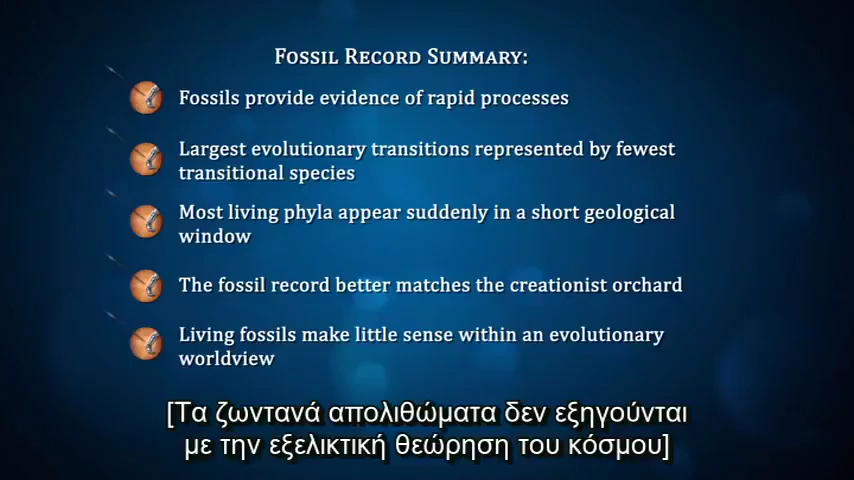 Fossil Record Summary:
Fossils provide evidence of rapid processes
Largest evolutionary transitions represented by fewest
transitional species
Most living phyla appear suddenly in a short geological
window
The fossil record better matches the creationist orchard
Living fossils make little sense within an evolutionary
worldview
[Τα ζωντανά απολιθώματα δεν εξηγούνται
με την εξελικτική θεώρηση του κόσμου]